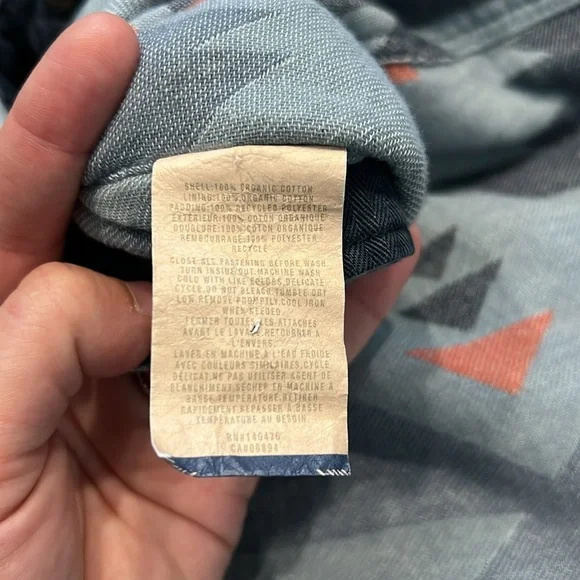 SHELL:100% ORGANIC COTTON
LINING:100% ORGANIC COTTON
PADDING:100% RECYCLED POLYESTER
EXTERIEUR:100% COTON ORGANIQUE
DOUOLURE:100% COTON ORGANIQUE
REMBOURRAGE:100% POLYESTER
RECYCLE
CLOSE ALL FASTENING BEFORE WASH
TURN INSIDE OUT.MACHINE WASH
COLD WITH LIKE COLORS,DELICATE
CYCLE.DO NOT BLEACH.TUMBLE DRY
LOW.REMOVE PROMPTLY.COOL IRON
WHEN NEEDED.
FERMER TOUTES LES ATTACHES
AVANT LE LAVAGE.RETOURNER A
L'ENVERS.
LAVER EN MACHINE A L'EAU FROIDE
AVEC COULEURS SIMILAIRES,CYCLE
DELICAT.NE PAS UTILISER AGENT DE
BLANCHIMENT.SECHER EN MACHINE A
BASSE TEMPERATURE.RETIRER
RAPIDEMENT REPASSER A BASSE
TEMPERATURE AU BESOIN.
RN#140476
CA#06894